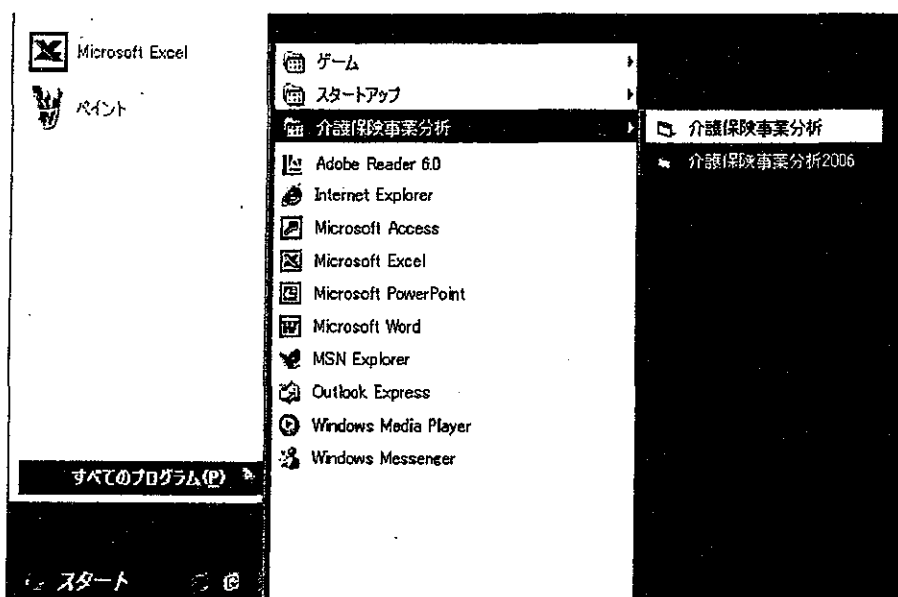 Microsoft Excel
ペイント
すべてのプログラム(P)
スタート
ゲーム
スタートアップ
介護保険事業分析
Adobe Reader 6.0
Internet Explorer
Microsoft Access
Microsoft Excel
Microsoft PowerPoint
Microsoft Word
MSN Explorer
Outlook Express
Windows Media Player
Windows Messenger
介護保険事業分析
介護保険事業分析2006